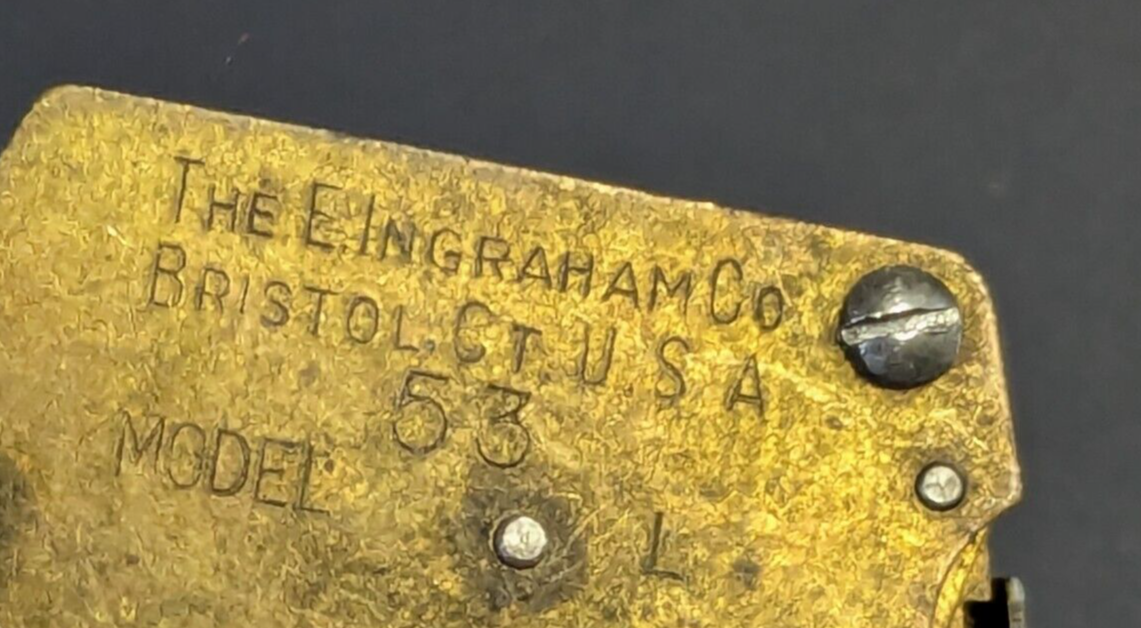 THE E INGRAHAM CO
BRISTOL, CT U S A
53
MODEL
L